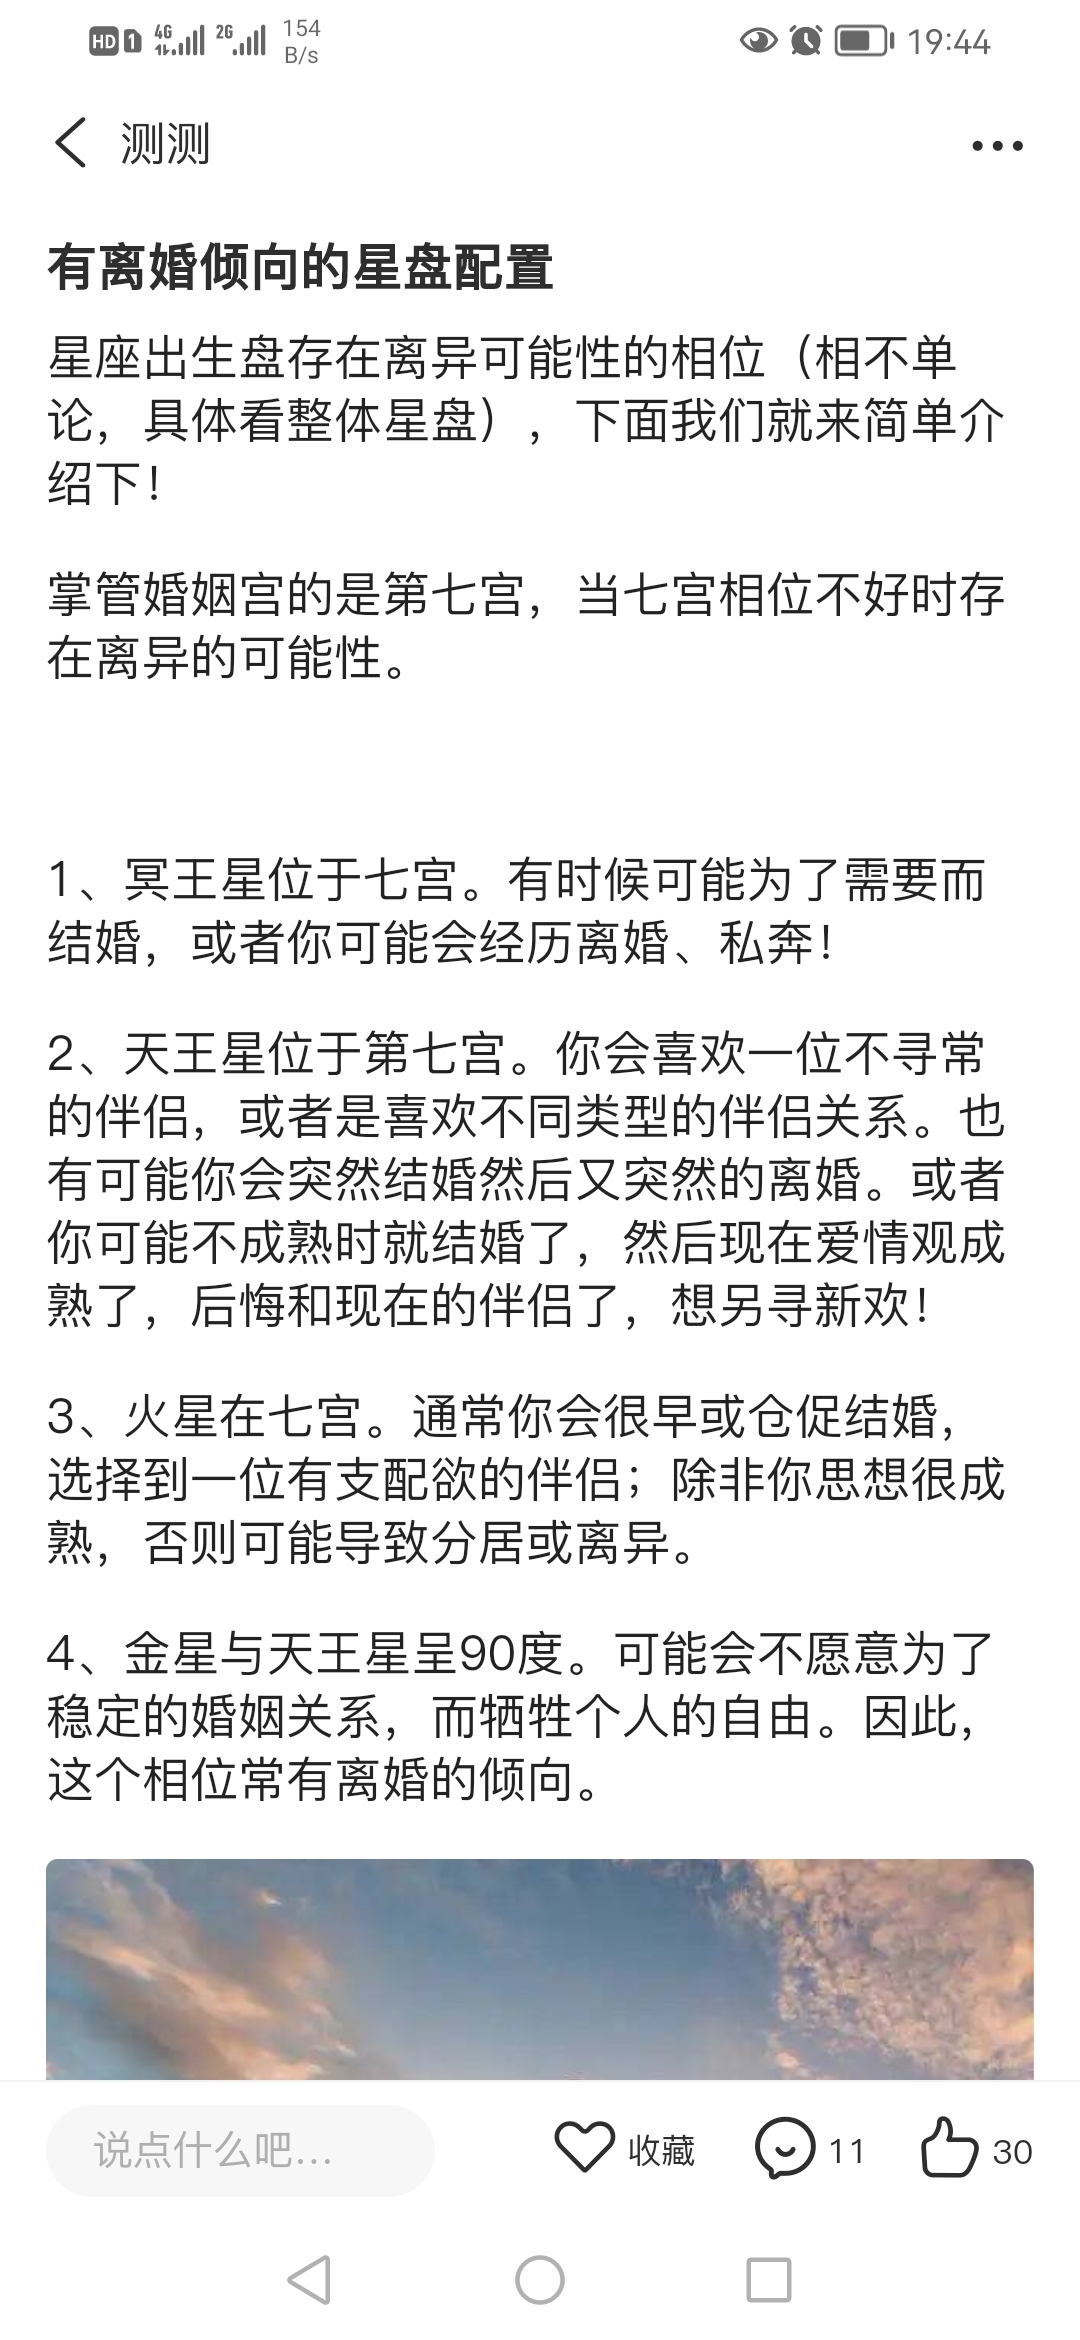 HD 1 4G 2G 154 B/s 19:44
测测
有离婚倾向的星盘配置
星座出生盘存在离异可能性的相位（相不单
论，具体看整体星盘），下面我们就来简单介
绍下！
掌管婚姻宫的是第七宫，当七宫相位不好时存
在离异的可能性。
1、冥王星位于七宫。有时候可能为了需要而
结婚，或者你可能会经历离婚、私奔！
2、天王星位于第七宫。你会喜欢一位不寻常
的伴侣，或者是喜欢不同类型的伴侣关系。也
有可能你会突然结婚然后又突然的离婚。或者
你可能不成熟时就结婚了，然后现在爱情观成
熟了，后悔和现在的伴侣了，想另寻新欢！
3、火星在七宫。通常你会很早或仓促结婚，
选择到一位有支配欲的伴侣；除非你思想很成
熟，否则可能导致分居或离异。
4、金星与天王星呈90度。可能会不愿意为了
稳定的婚姻关系，而牺牲个人的自由。因此，
这个相位常有离婚的倾向。
说点什么吧... 收藏 11 30